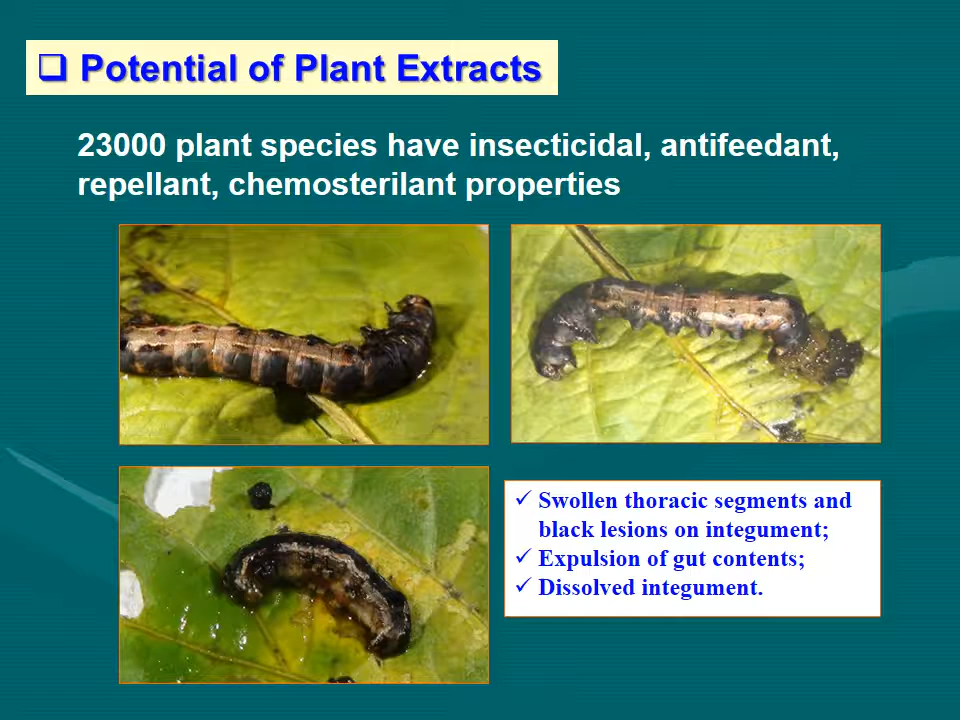 ❑ Potential of Plant Extracts
23000 plant species have insecticidal, antifeedant,
repellant, chemosterilant properties
✓ Swollen thoracic segments and
black lesions on integument;
✓ Expulsion of gut contents;
✓ Dissolved integument.